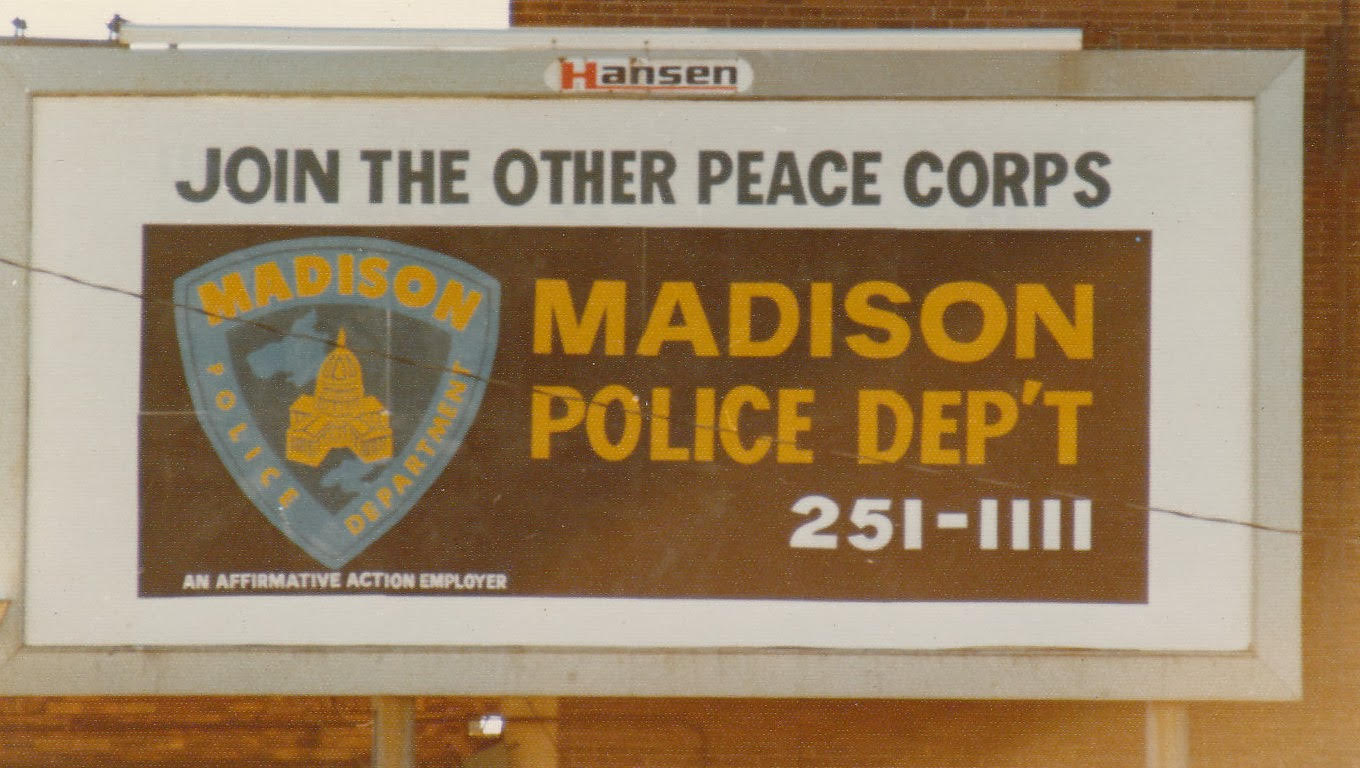 Hansen
JOIN THE OTHER PEACE CORPS
MADISON
POLICE
DEPARTMENT
MADISON
POLICE DEP'T
251-1111
AN AFFIRMATIVE ACTION EMPLOYER